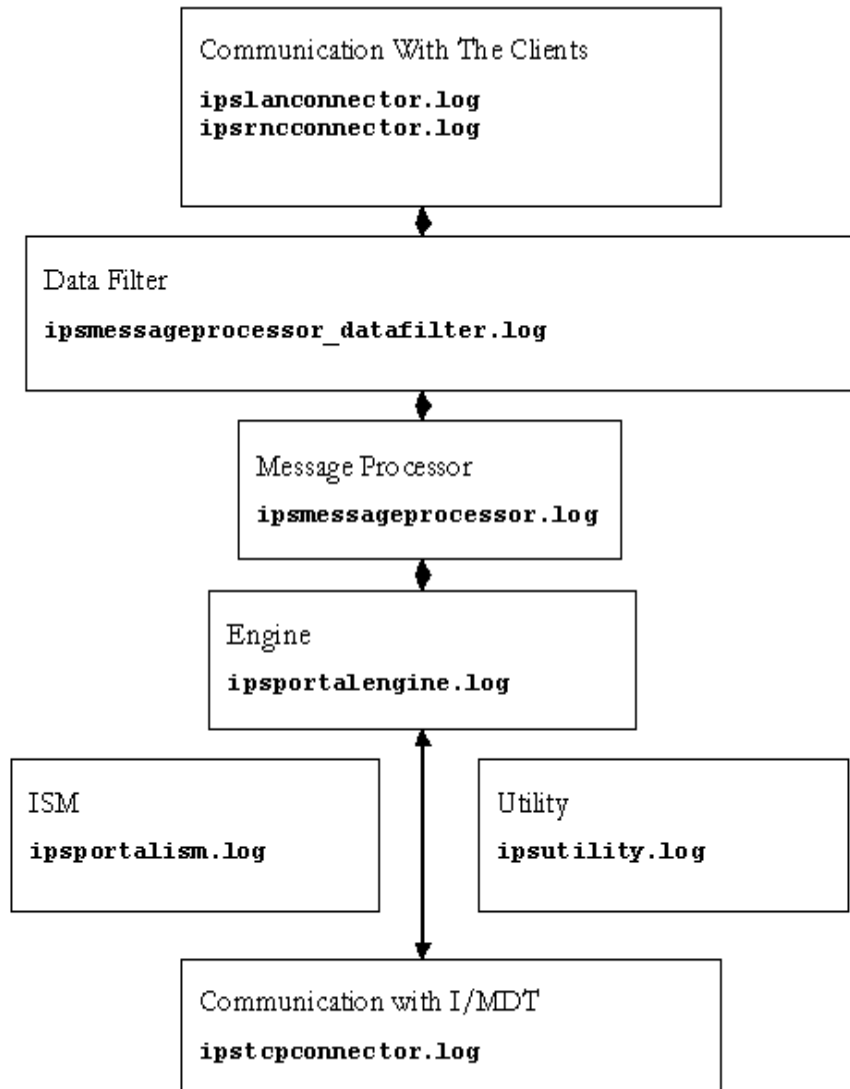 Communication With The Clients
ipslanconnector.log
ipsrncconnector.log
Data Filter
ipsmessageprocessor_datafilter.log
Message Processor
ipsmessageprocessor.log
Engine
ipsportalengine.log
ISM
ipsportalism.log
Utility
ipsutility.log
Communication with I/MDT
ipstcpconnector.log